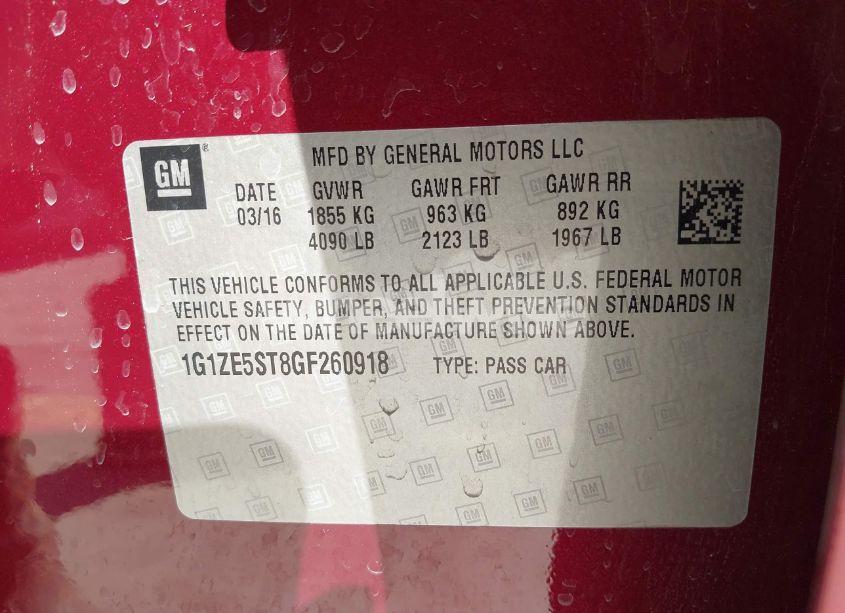 GM®
MFD BY GENERAL MOTORS LLC
DATE GVWR GAWR FRT GAWR RR
03/16 1855 KG 963 KG 892 KG
4090 LB 2123 LB 1967 LB
THIS VEHICLE CONFORMS TO ALL APPLICABLE U.S. FEDERAL MOTOR
VEHICLE SAFETY, BUMPER, AND THEFT PREVENTION STANDARDS IN
EFFECT ON THE DATE OF MANUFACTURE SHOWN ABOVE.
1G1ZE5ST8GF260918 TYPE: PASS CAR